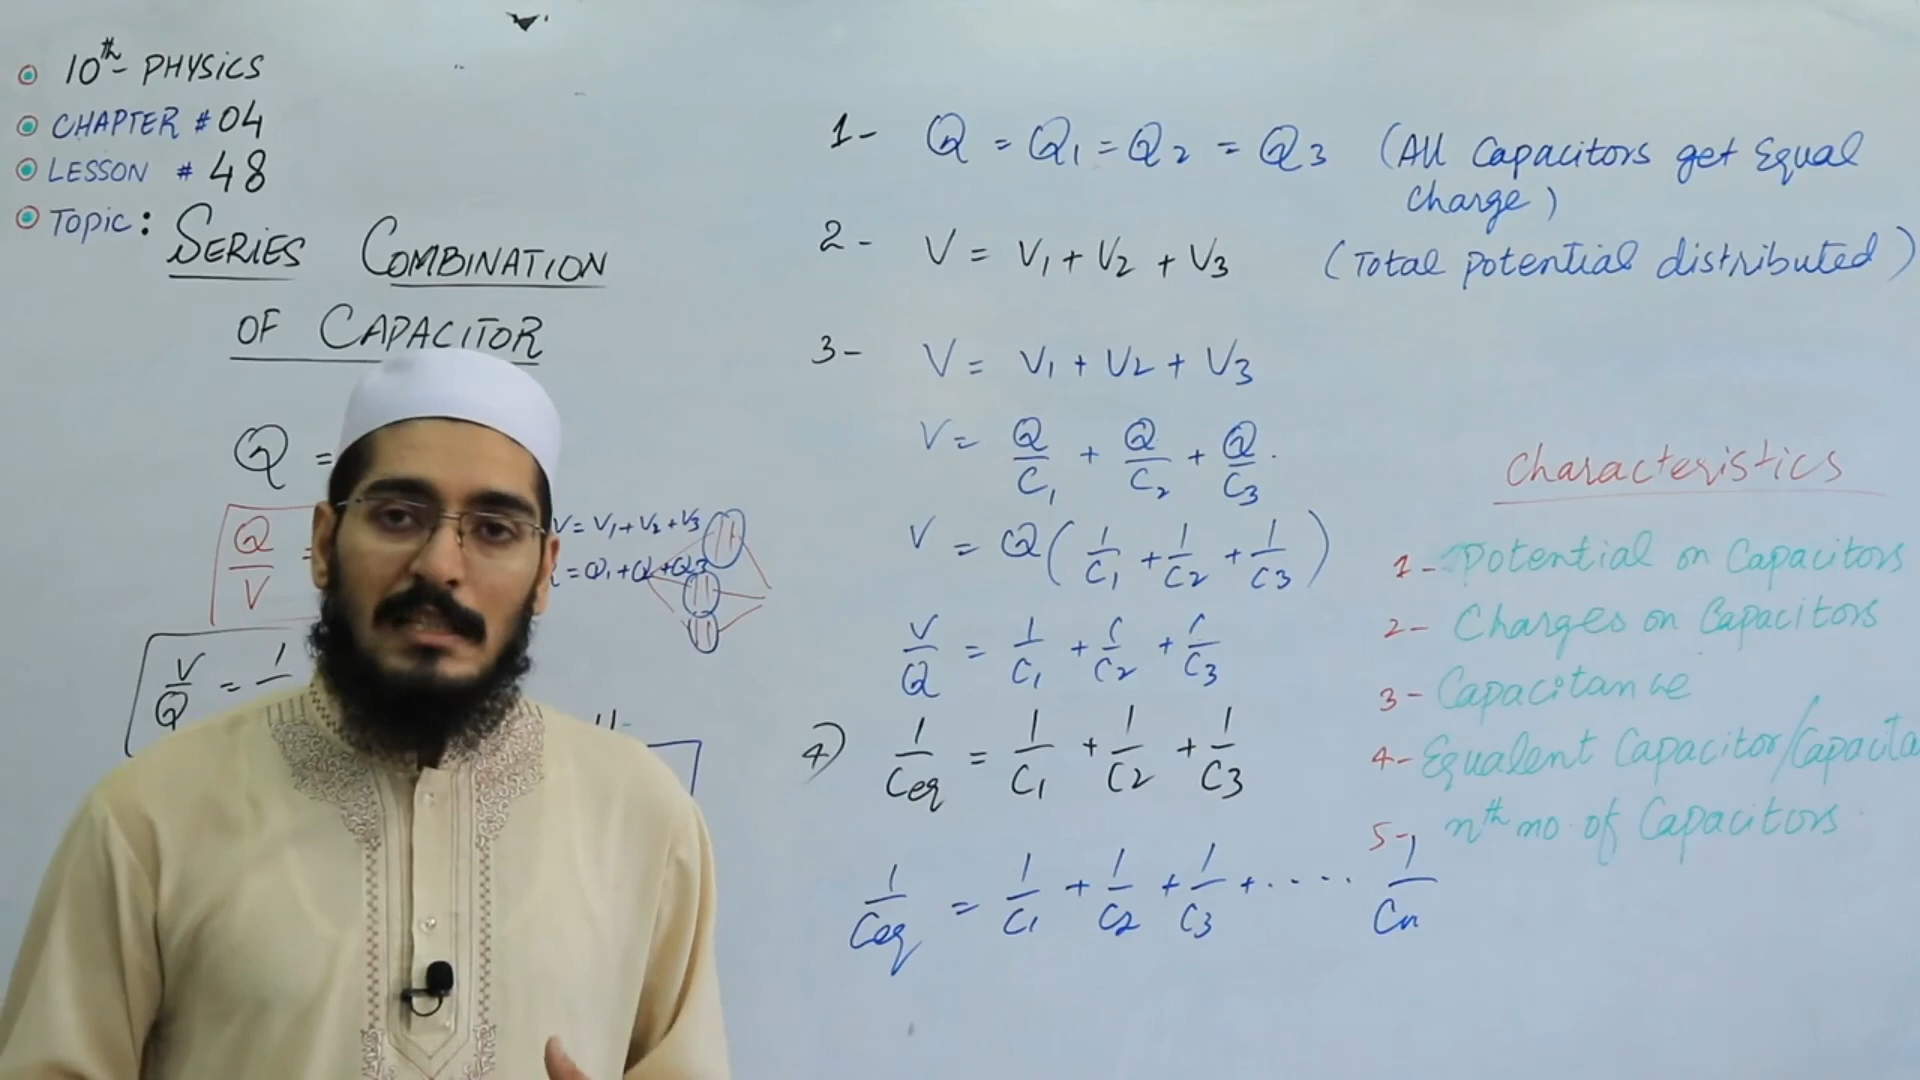 10th PHYSICS
CHAPTER # 04
LESSON # 48
TOPIC: SERIES COMBINATION
OF CAPACITOR
Q =
Q/V =
V/Q = 1
V = V1 + V2 + V3
= Q1 + Q2 + Q3
1- Q = Q1 = Q2 = Q3 (All Capacitors get Equal
charge)
2- V = V1 + V2 + V3 (Total potential distributed)
3- V = V1 + V2 + V3
V = Q/C1 + Q/C2 + Q/C3
V = Q(1/C1 + 1/C2 + 1/C3)
V/Q = 1/C1 + 1/C2 + 1/C3
4) 1/Ceq = 1/C1 + 1/C2 + 1/C3
1/Ceq = 1/C1 + 1/C2 + 1/C3 + .... 1/Cn
Characteristics
1- Potential on Capacitors
2- Charges on Capacitors
3- Capacitance
4- Equalent Capacitor/Capacita
5- nth no. of Capacitors